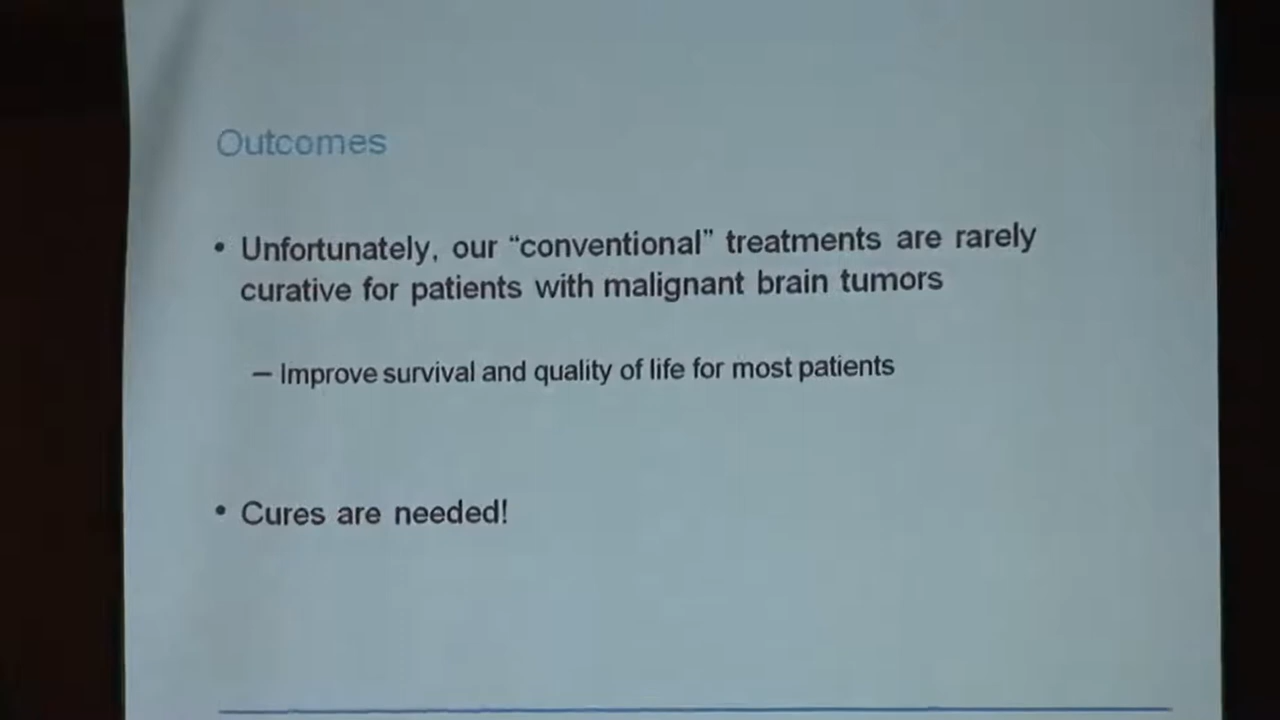 Outcomes
• Unfortunately, our “conventional” treatments are rarely
curative for patients with malignant brain tumors
– Improve survival and quality of life for most patients
• Cures are needed!